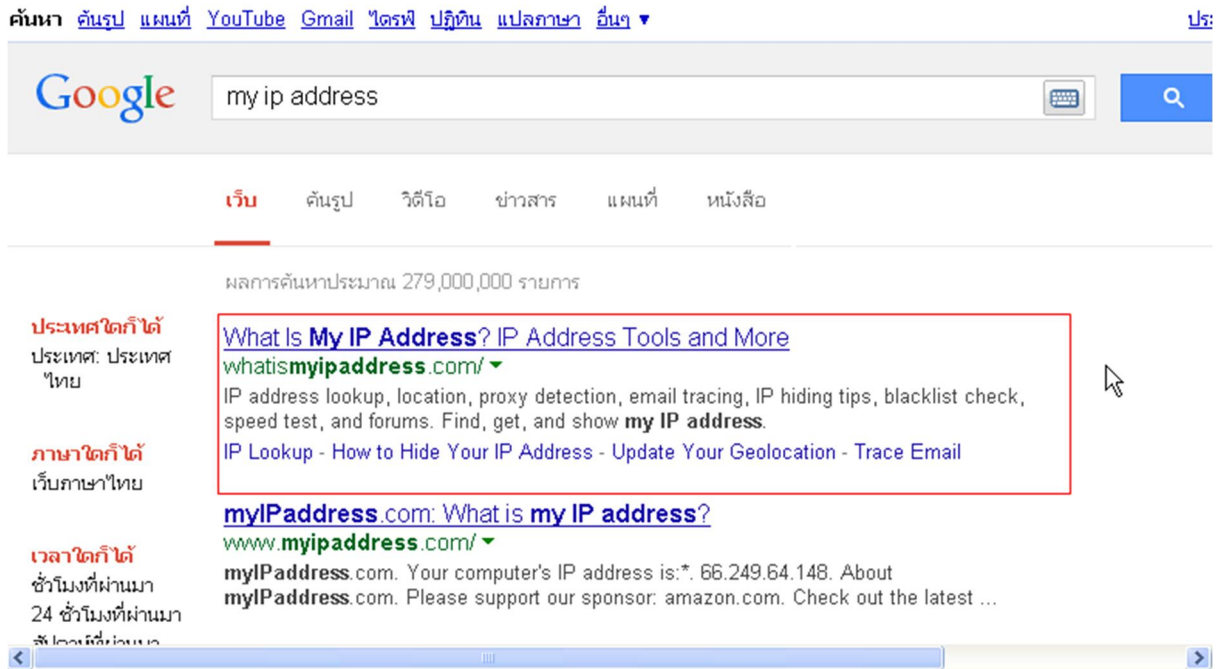 ค้นหา ค้นรูป แผนที่ YouTube Gmail ไดรฟ์ ปฏิทิน แปลภาษา อื่นๆ ▼
Google my ip address
เว็บ ค้นรูป วิดีโอ ข่าวสาร แผนที่ หนังสือ
ผลการค้นหาประมาณ 279,000,000 รายการ
ประเทศใดก็ได้
ประเทศ: ประเทศ
ไทย
ภาษาใดก็ได้
เว็บภาษาไทย
เวลาใดก็ได้
ชั่วโมงที่ผ่านมา
24 ชั่วโมงที่ผ่านมา
What Is My IP Address? IP Address Tools and More
whatismyipaddress.com/
IP address lookup, location, proxy detection, email tracing, IP hiding tips, blacklist check,
speed test, and forums. Find, get, and show my IP address.
IP Lookup - How to Hide Your IP Address - Update Your Geolocation - Trace Email
myIPaddress.com: What is my IP address?
www.myipaddress.com/
myIPaddress.com. Your computer's IP address is:*. 66.249.64.148. About
myIPaddress.com. Please support our sponsor: amazon.com. Check out the latest ...